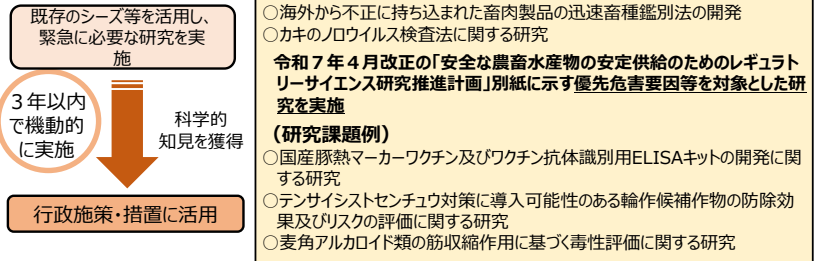 既存のシーズ等を活用し、
緊急に必要な研究を実
施
３年以内
で機動的
に実施
科学的
知見を獲得
行政施策・措置に活用
○海外から不正に持ち込まれた畜肉製品の迅速畜種鑑別法の開発
○カキのノロウイルス検査法に関する研究
令和７年４月改正の「安全な農畜水産物の安定供給のためのレギュラト
リーサイエンス研究推進計画」別紙に示す優先危害要因等を対象とした研
究を実施
（研究課題例）
○国産豚熱マーカーワクチン及びワクチン抗体識別用ELISAキットの開発に関
する研究
○テンサイシストセンチュウ対策に導入可能性のある輪作候補作物の防除効
果及びリスクの評価に関する研究
○麦角アルカロイド類の筋収縮作用に基づく毒性評価に関する研究